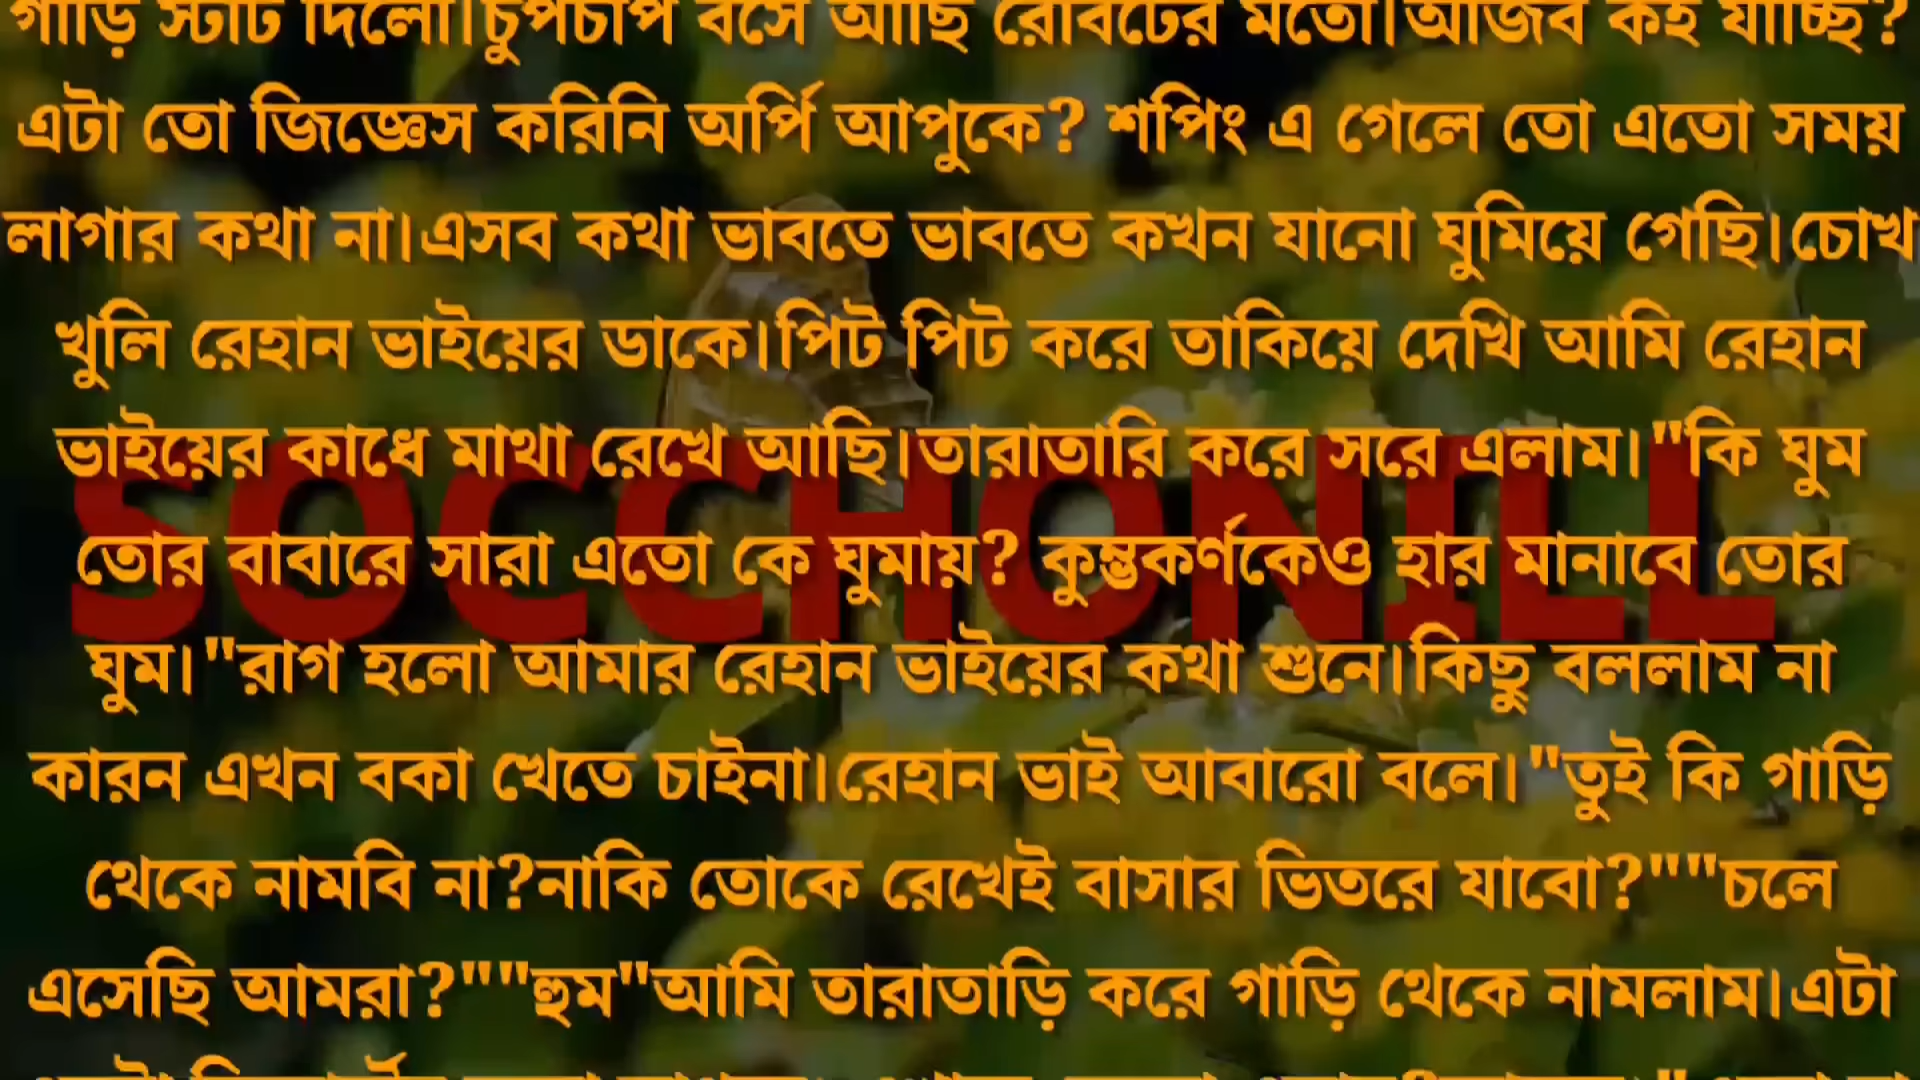 গাড়ি স্টার্ট দিলো।চুপচাপ বসে আছি রোবটের মতো।আজব কই যাচ্ছি?
এটা তো জিজ্ঞেস করিনি অর্পি আপুকে? শপিং এ গেলে তো এতো সময়
লাগার কথা না।এসব কথা ভাবতে ভাবতে কখন যানো ঘুমিয়ে গেছি।চোখ
খুলি রেহান ভাইয়ের ডাকে।পিট পিট করে তাকিয়ে দেখি আমি রেহান
ভাইয়ের কাধে মাথা রেখে আছি।তারাতারি করে সরে এলাম।"কি ঘুম
তোর বাবারে সারা এতো কে ঘুমায়? কুম্ভকর্ণকেও হার মানাবে তোর
SOCCHONILL
ঘুম।"রাগ হলো আমার রেহান ভাইয়ের কথা শুনে।কিছু বললাম না
কারন এখন বকা খেতে চাইনা।রেহান ভাই আবারো বলে।"তুই কি গাড়ি
থেকে নামবি না?নাকি তোকে রেখেই বাসার ভিতরে যাবো?""চলে
এসেছি আমরা?""হুম"আমি তারাতাড়ি করে গাড়ি থেকে নামলাম।এটা